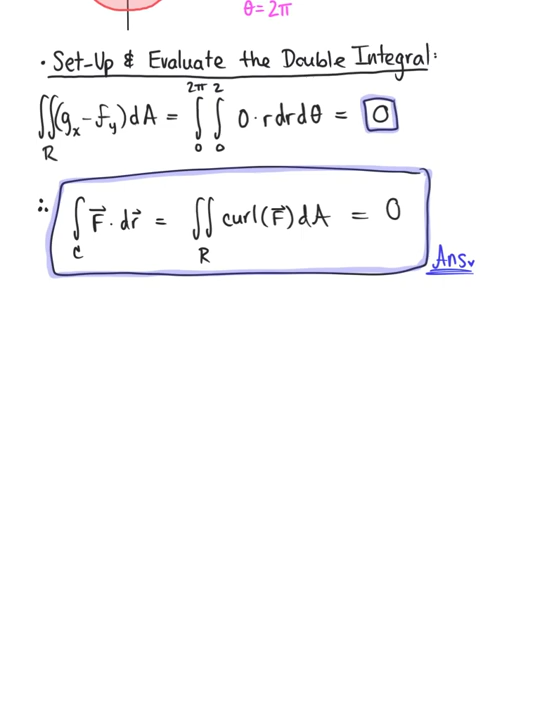 θ = 2π
· Set-Up & Evaluate the Double Integral:
∬_R (g_x - f_y) dA = ∫_0^{2π} ∫_0^2 0 · r dr dθ = 0
∴ ∫_C F⃗ · dr⃗ = ∬_R curl(F⃗) dA = 0
Ans.